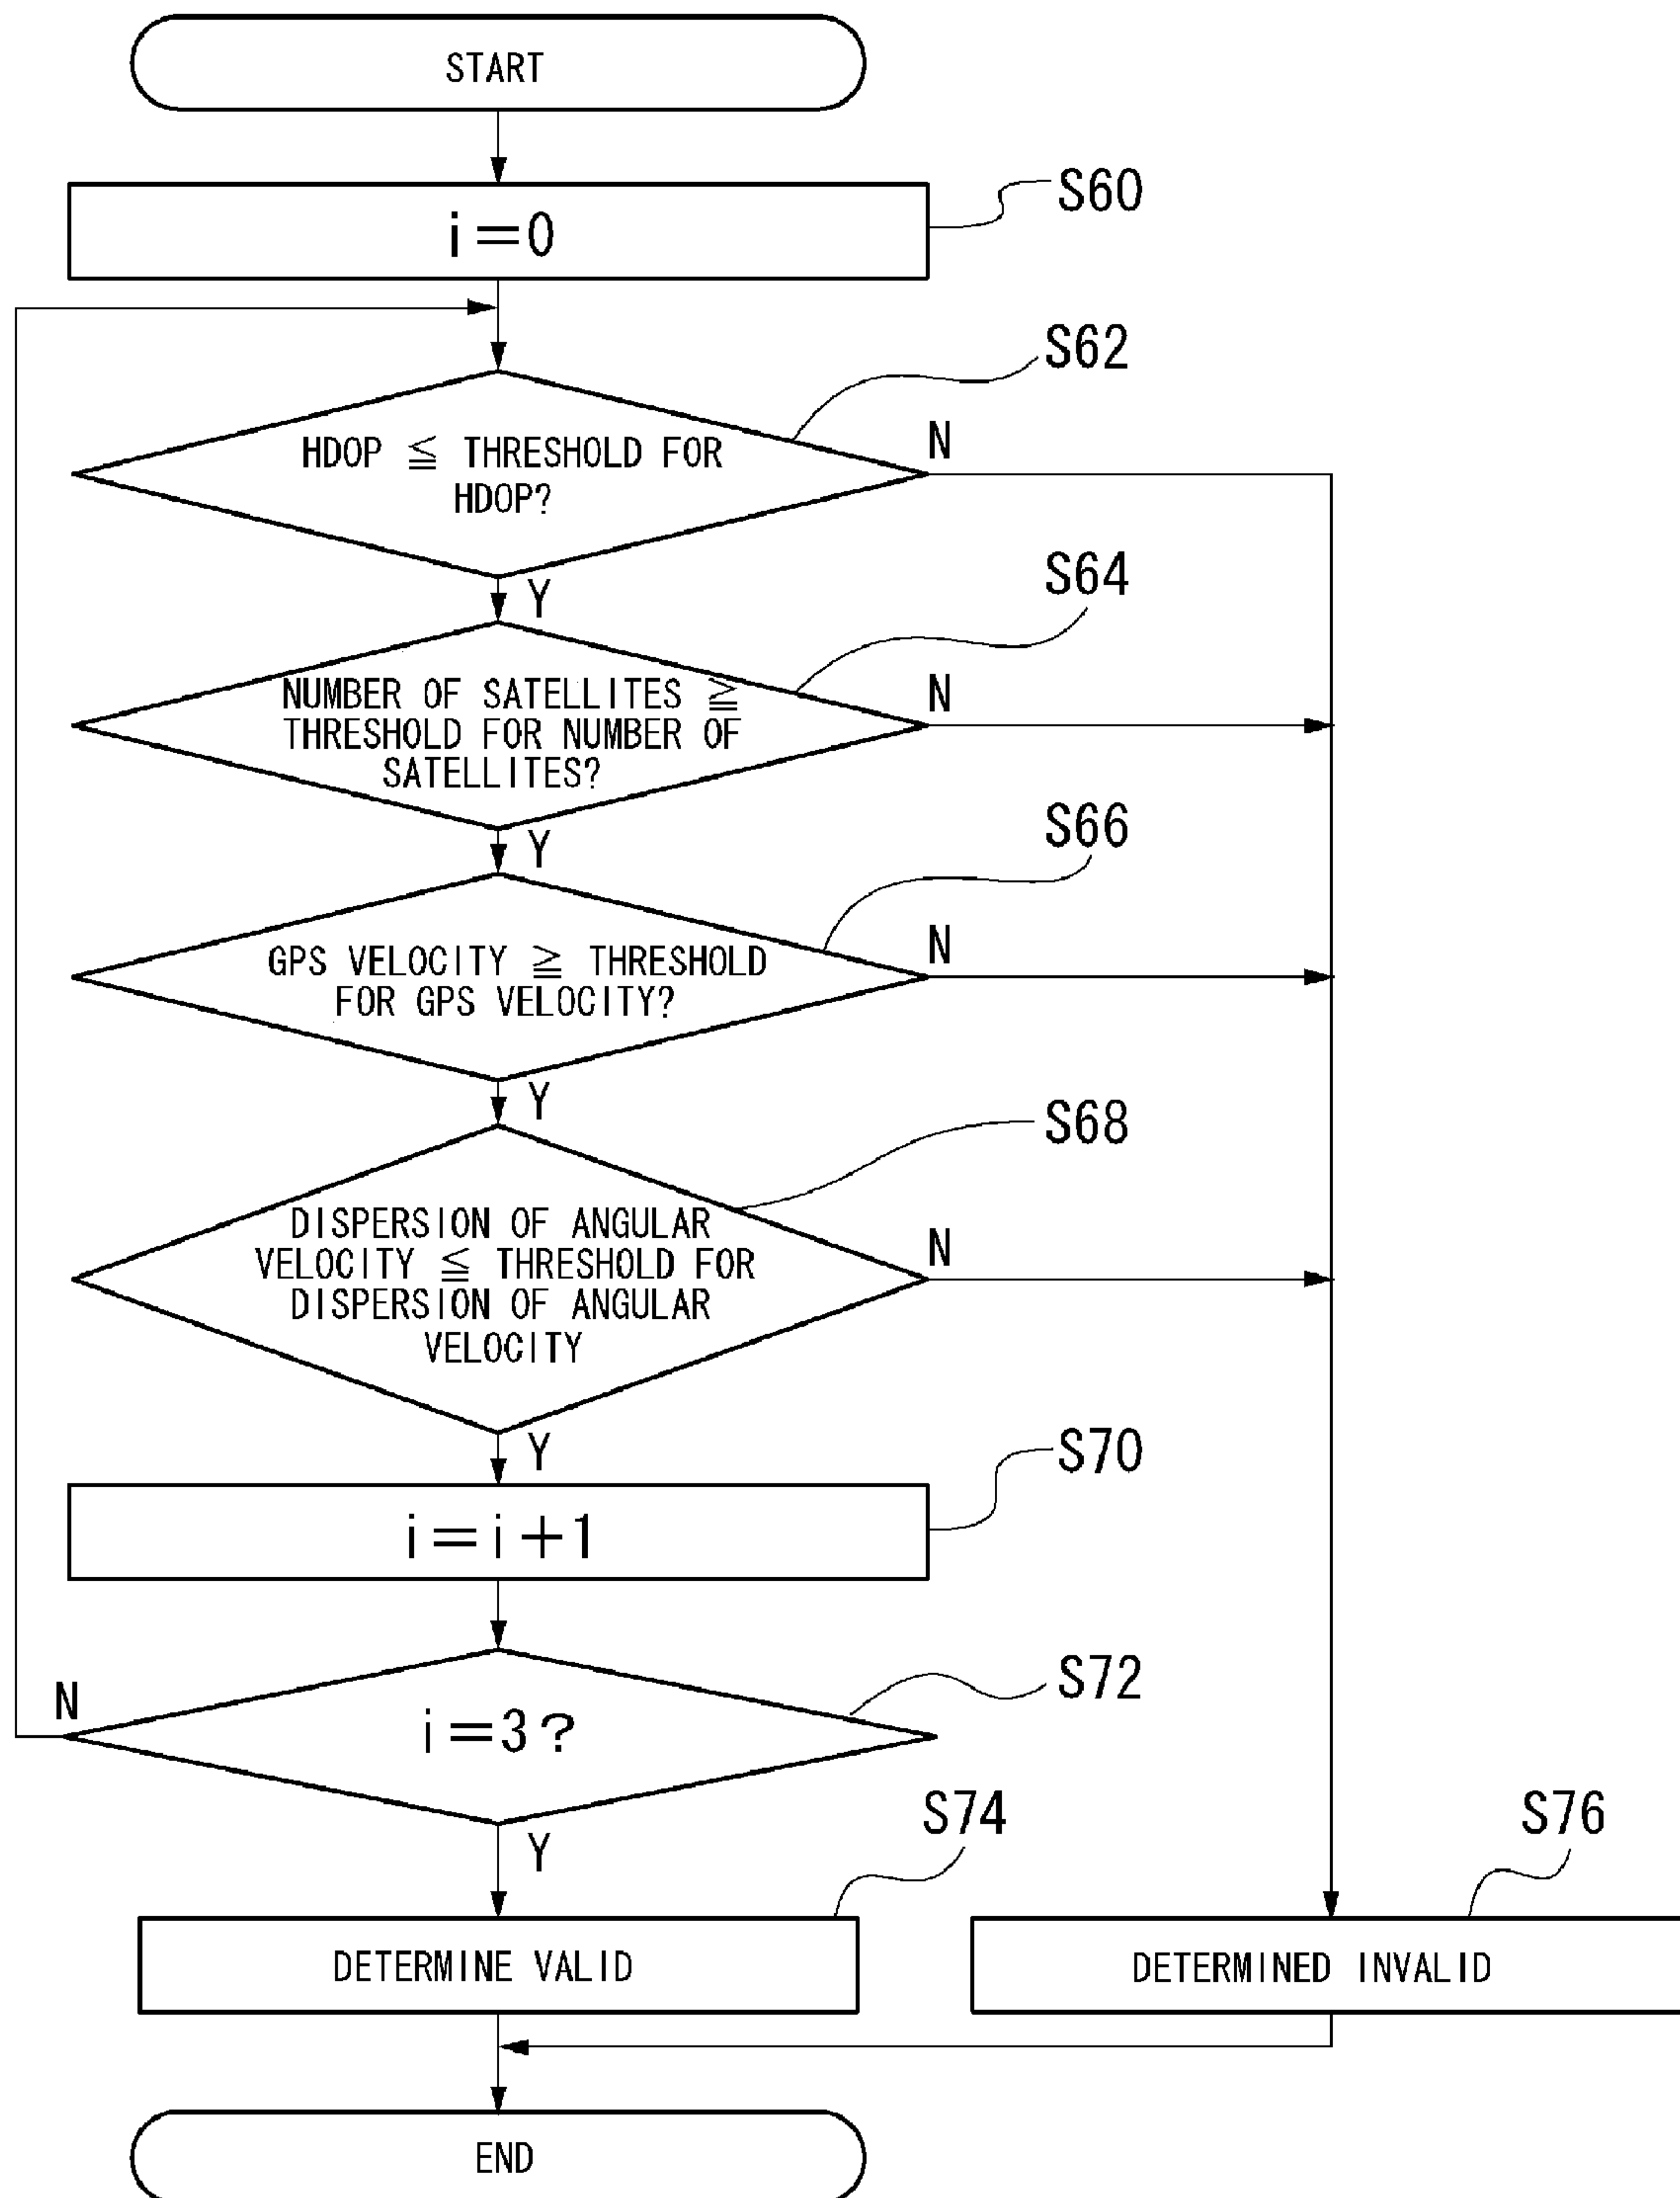 START
i=0
S60
S62
HDOP ≦ THRESHOLD FOR
HDOP?
N
Y
S64
NUMBER OF SATELLITES ≧
THRESHOLD FOR NUMBER OF
SATELLITES?
N
Y
S66
GPS VELOCITY ≧ THRESHOLD
FOR GPS VELOCITY?
N
Y
S68
DISPERSION OF ANGULAR
VELOCITY ≦ THRESHOLD FOR
DISPERSION OF ANGULAR
VELOCITY
N
Y
S70
i=i+1
S72
N
i=3?
Y
S74
S76
DETERMINE VALID
DETERMINED INVALID
END